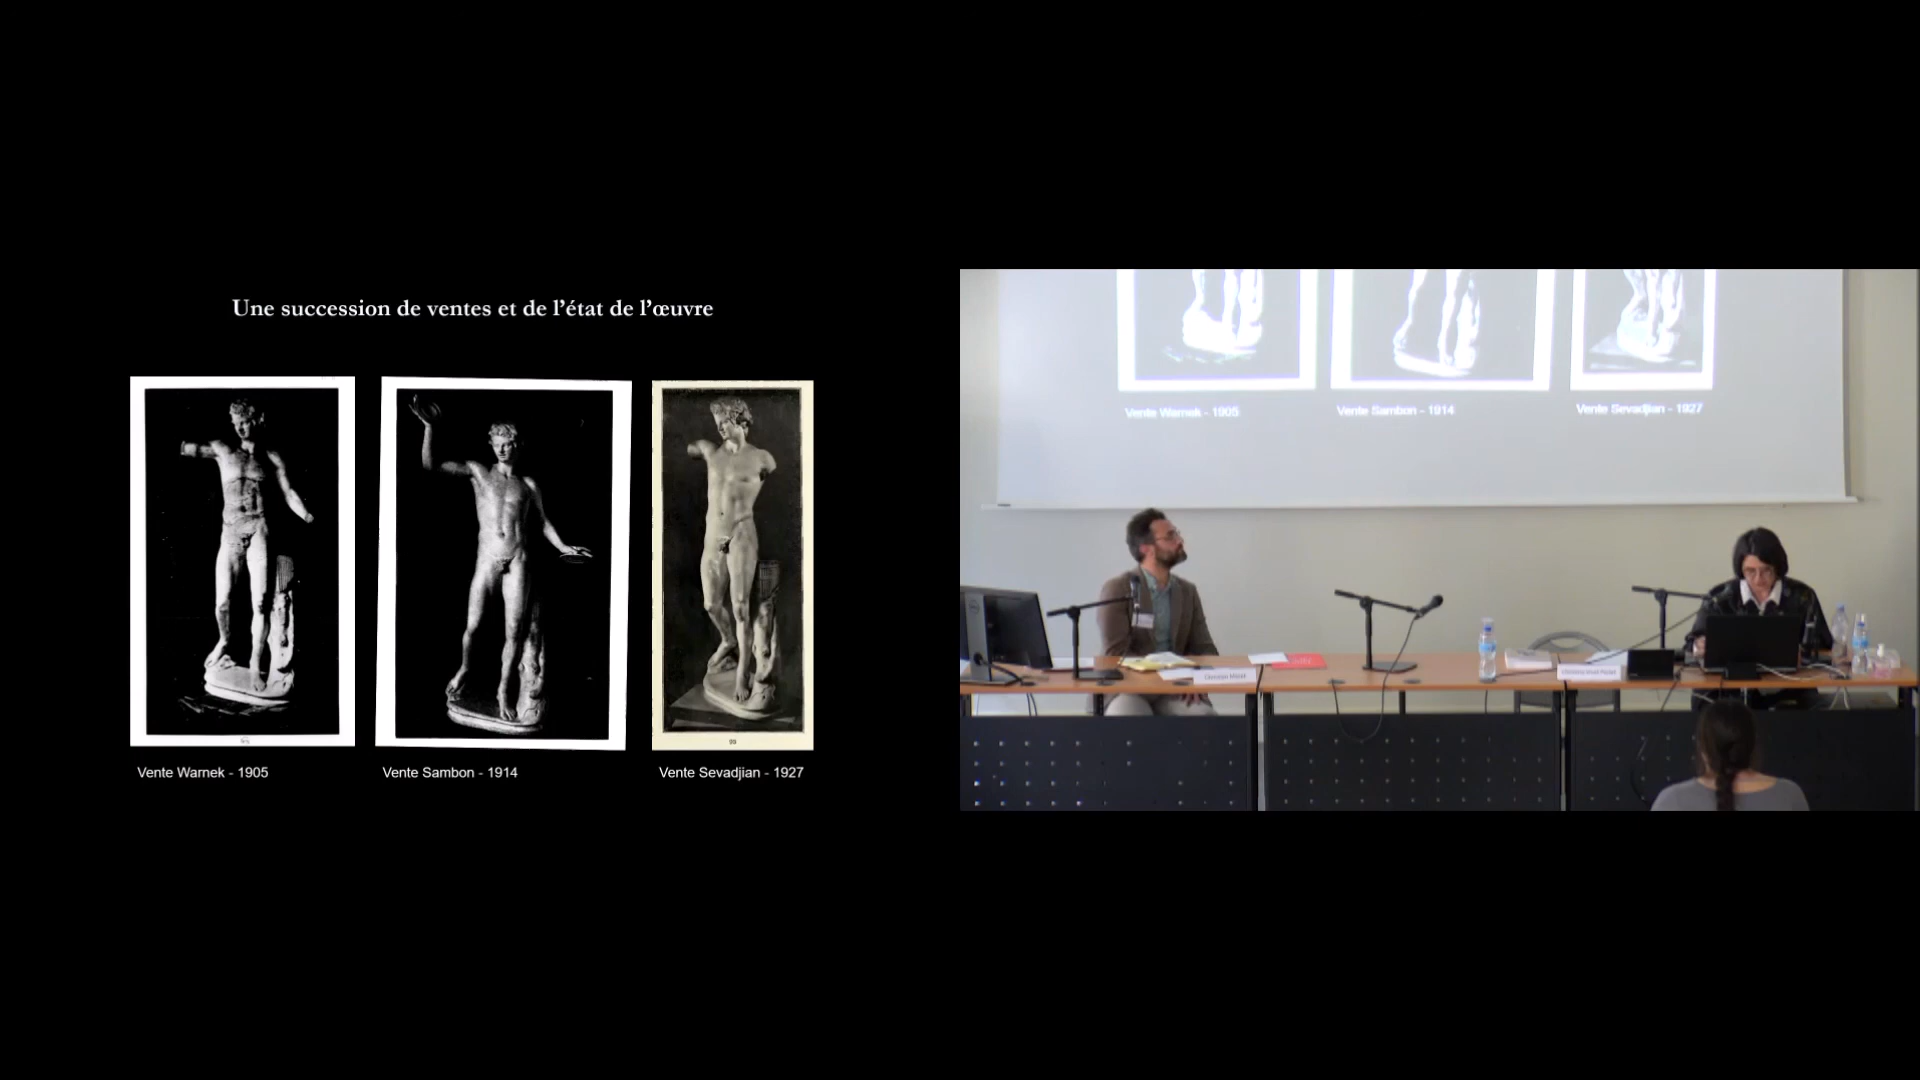 Une succession de ventes et de l'état de l'œuvre
Vente Warnek - 1905
Vente Sambon - 1914
Vente Sevadjian - 1927
Vente Warnek - 1905
Vente Sambon - 1914
Vente Sevadjian - 1927